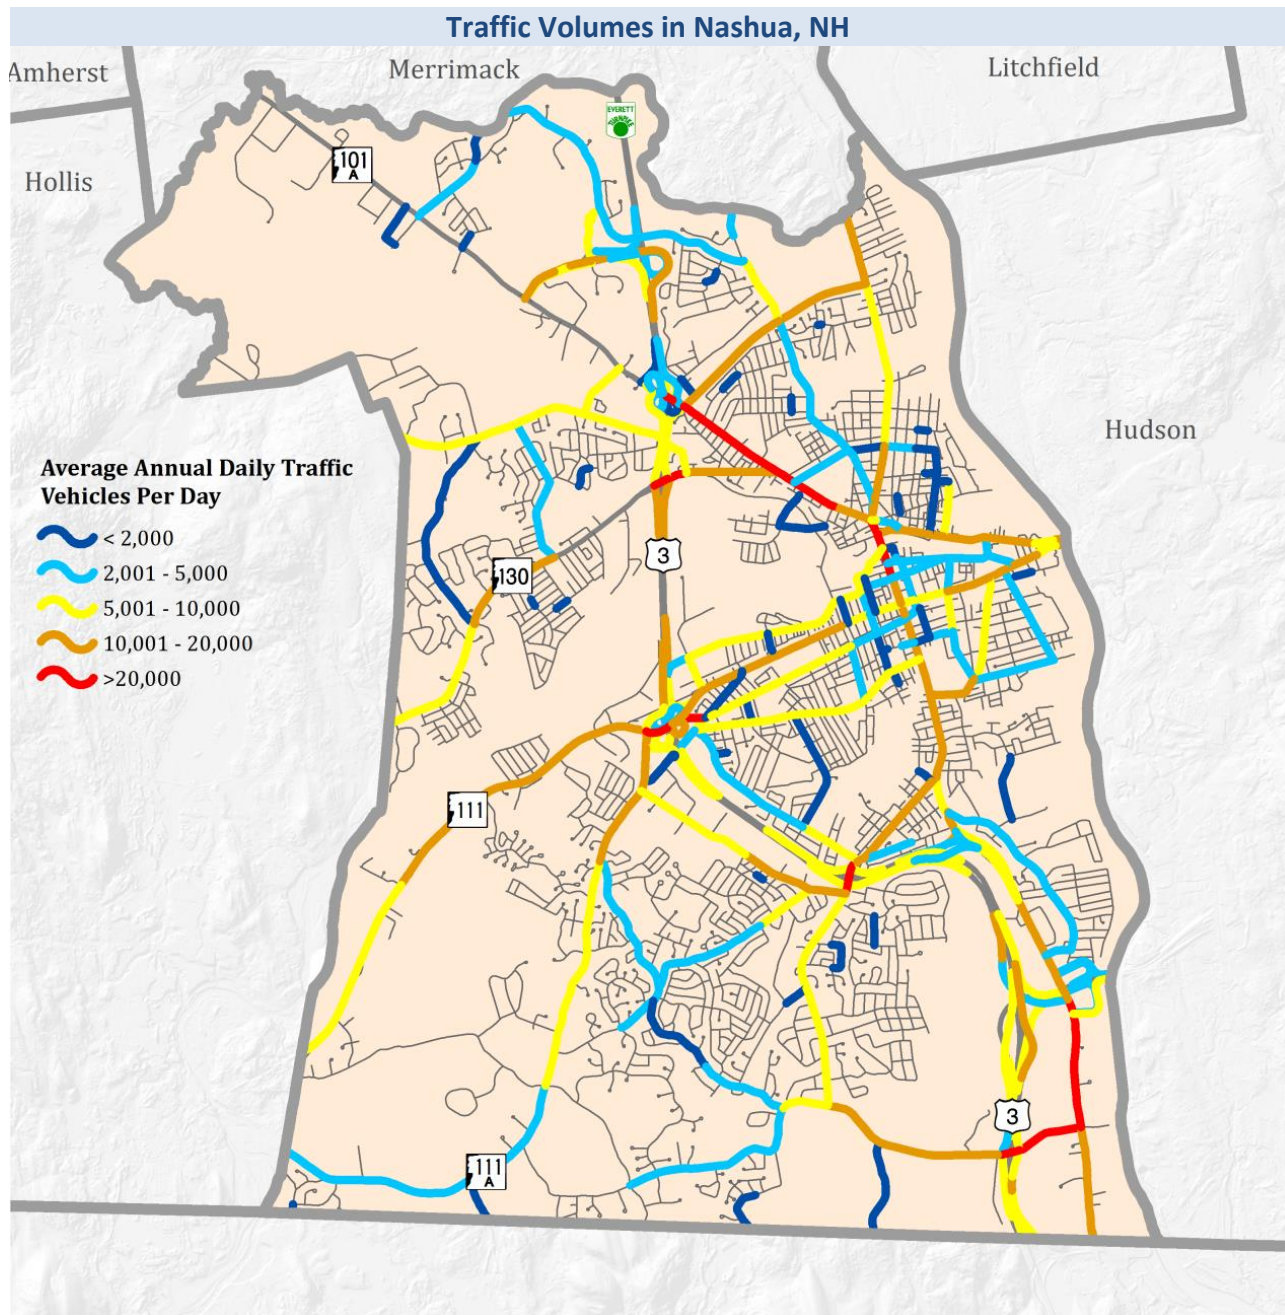 Traffic Volumes in Nashua, NH
Amherst
Merrimack
Litchfield
EVERETT
TURNPIKE
101
A
Hollis
Hudson
Average Annual Daily Traffic
Vehicles Per Day
< 2,000
2,001 - 5,000
5,001 - 10,000
10,001 - 20,000
>20,000
3
130
111
3
111
A